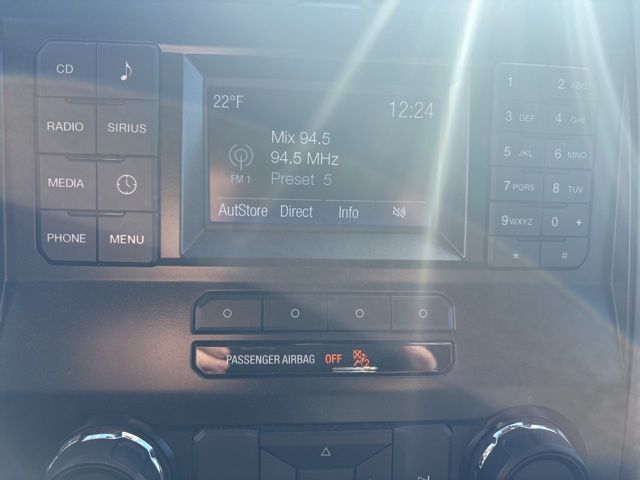 CD
RADIO SIRIUS
MEDIA
PHONE MENU
22°F 12:24
Mix 94.5
94.5 MHz
FM 1 Preset 5
AutStore Direct Info
1 2 ABC
3 DEF 4 GHI
5 JKL 6 MNO
7 PQRS 8 TUV
9 WXYZ 0 +
* #
PASSENGER AIRBAG OFF
2